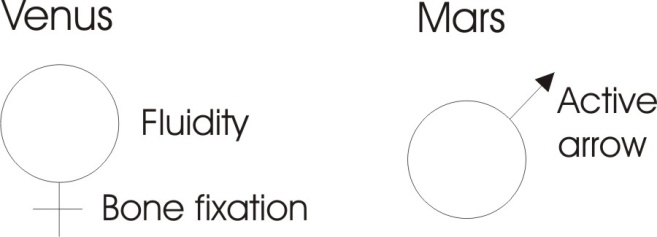 Venus
Fluidity
Bone fixation
Mars
Active
arrow